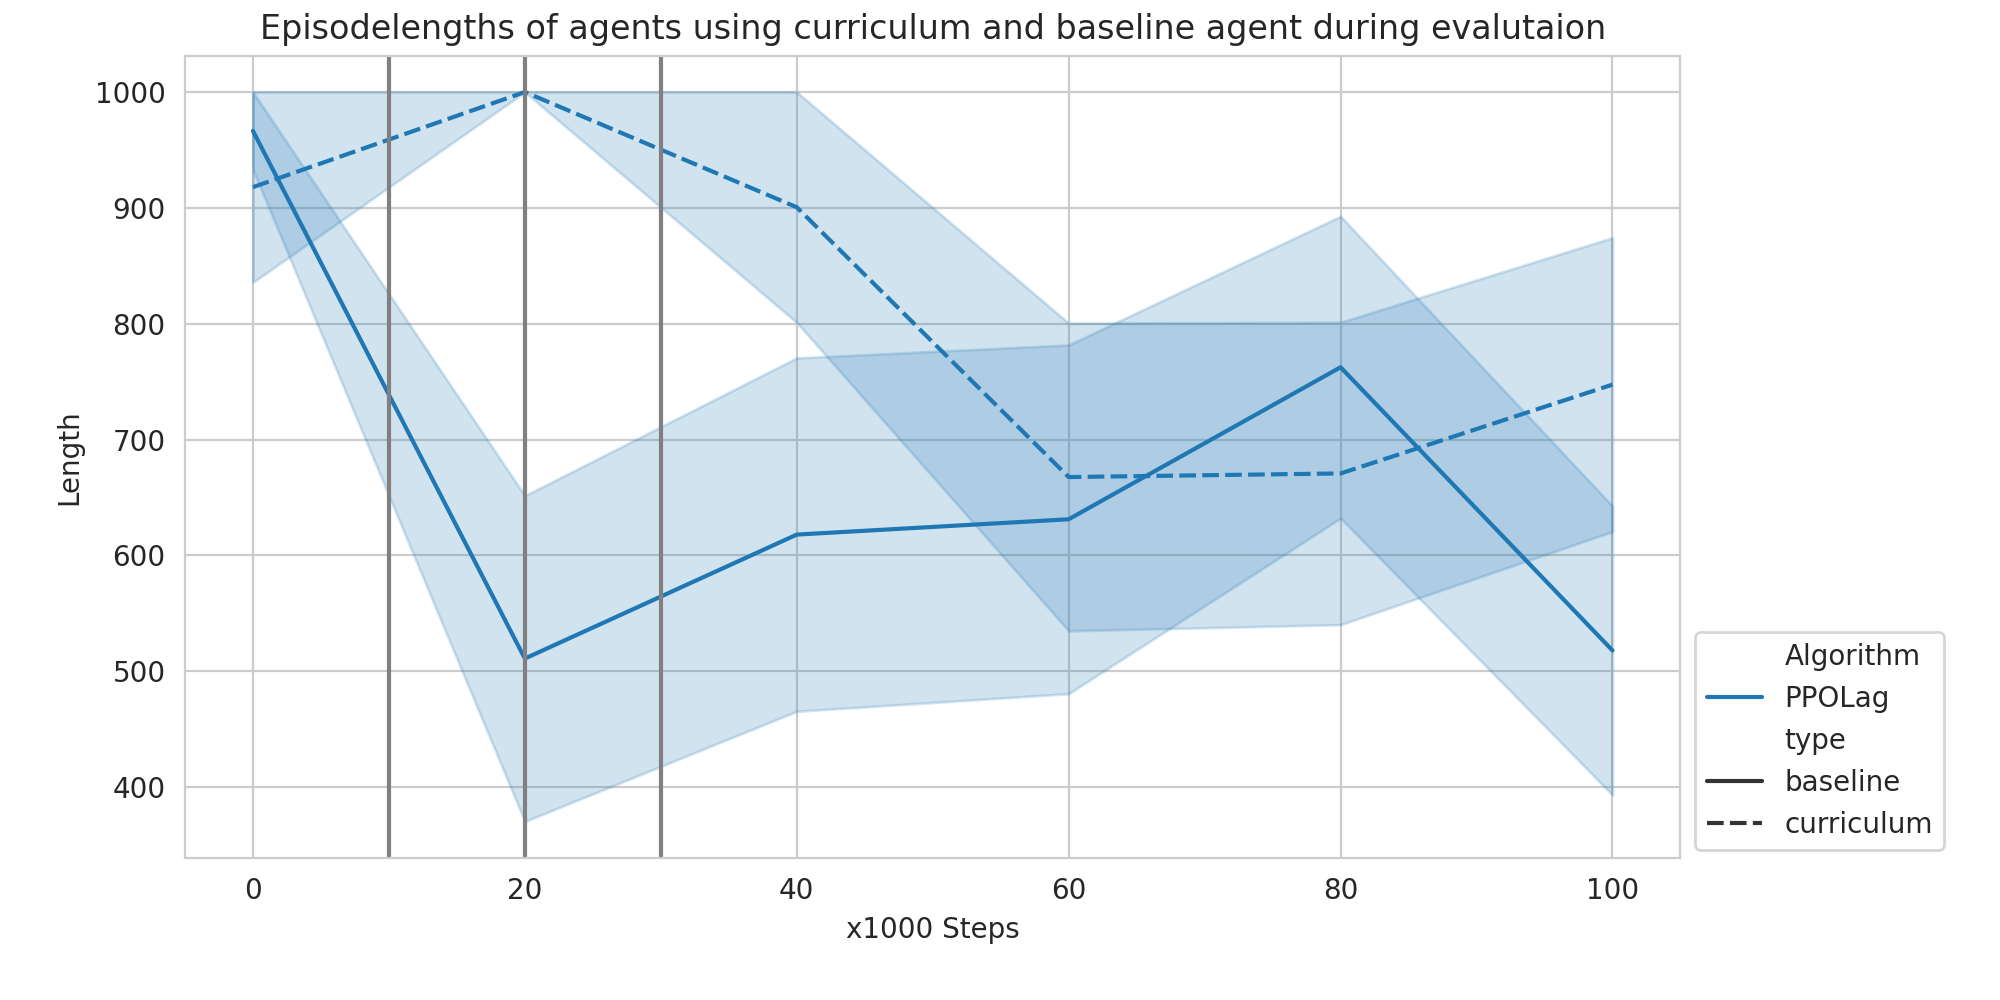 Episodelengths of agents using curriculum and baseline agent during evalutaion
1000
900
800
700
600
500
400
Length
0 20 40 60 80 100
x1000 Steps
Algorithm
PPOLag
type
baseline
curriculum